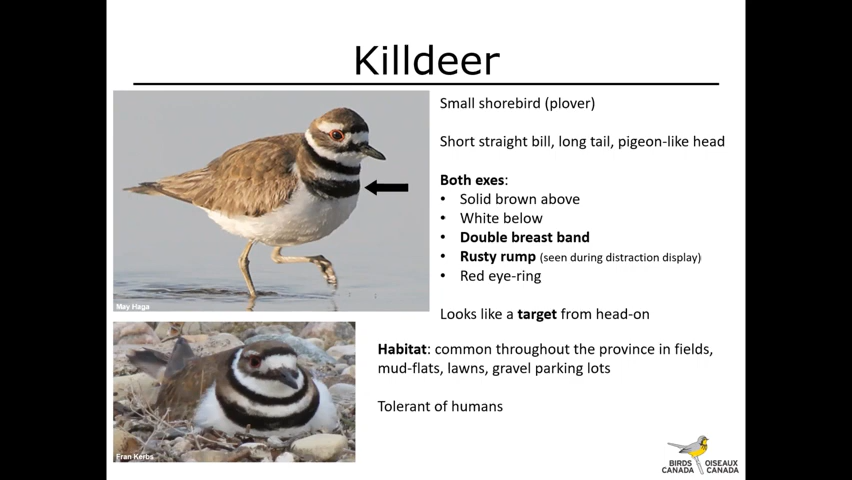 Killdeer
Small shorebird (plover)
Short straight bill, long tail, pigeon-like head
Both exes:
• Solid brown above
• White below
• Double breast band
• Rusty rump (seen during distraction display)
• Red eye-ring
Looks like a target from head-on
May Haga
Habitat: common throughout the province in fields,
mud-flats, lawns, gravel parking lots
Tolerant of humans
Fran Kerbs
BIRDS OISEAUX
CANADA CANADA